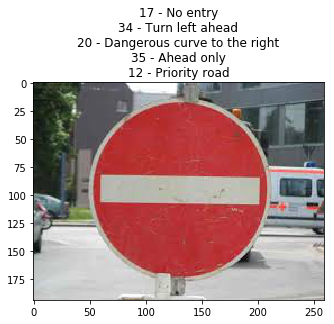 17 - No entry
34 - Turn left ahead
20 - Dangerous curve to the right
35 - Ahead only
12 - Priority road
0
25
50
75
100
125
150
175
0 50 100 150 200 250